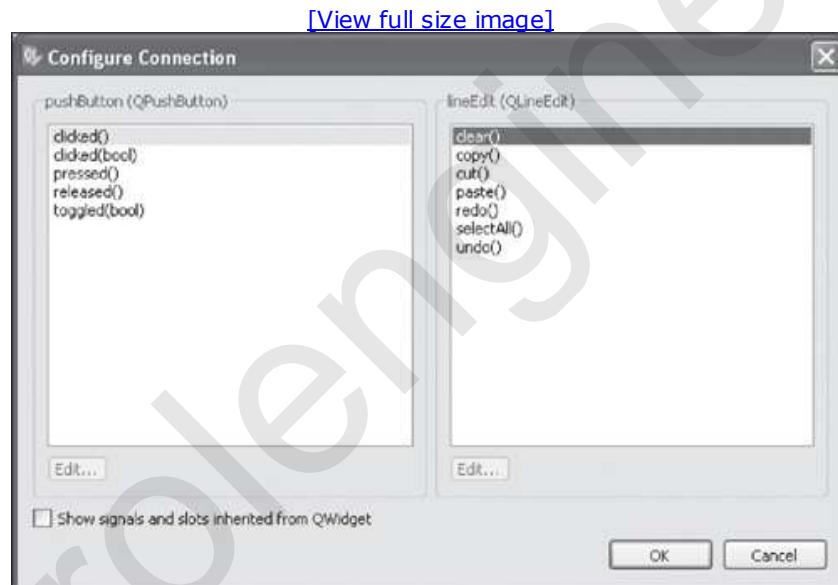 [View full size image]
Configure Connection
pushButton (QPushButton)
clicked()
clicked(bool)
pressed()
released()
toggled(bool)
Edit...
lineEdit (QLineEdit)
clear()
copy()
cut()
paste()
redo()
selectAll()
undo()
Edit...
Show signals and slots inherited from QWidget
OK
Cancel
rolengine